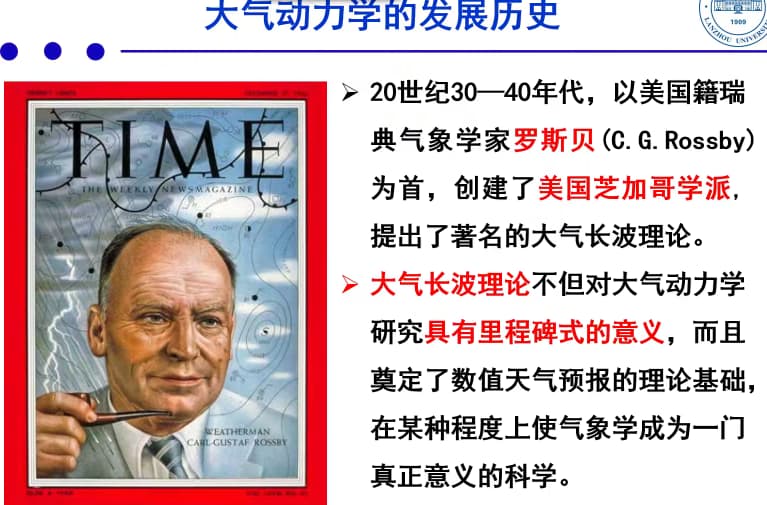 大气动力学的发展历史
LANZHOU UNIVERSITY
1909
TIME
THE WEEKLY NEWSMAGAZINE
WEATHERMAN
CARL-GUSTAF ROSSBY
20世纪30—40年代，以美国籍瑞
典气象学家罗斯贝(C.G.Rossby)
为首，创建了美国芝加哥学派,
提出了著名的大气长波理论。
大气长波理论不但对大气动力学
研究具有里程碑式的意义，而且
奠定了数值天气预报的理论基础，
在某种程度上使气象学成为一门
真正意义的科学。